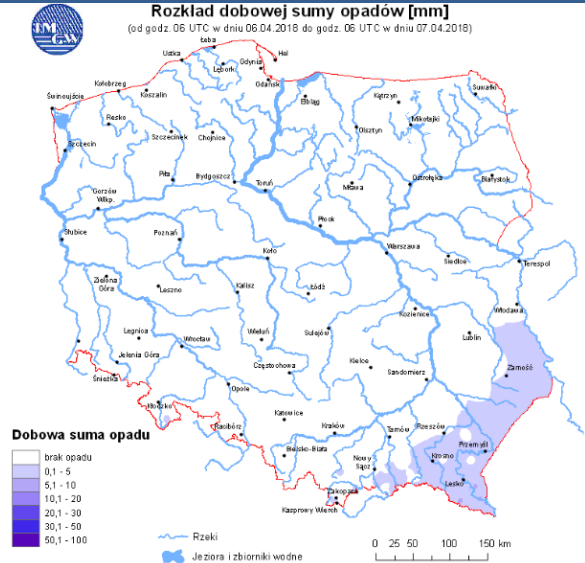 IMGW
Rozkład dobowej sumy opadów [mm]
(od godz. 06 UTC w dniu 06.04.2018 do godz. 06 UTC w dniu 07.04.2018)
Łeba
Ustka
Lębork
Gdynia
Hel
Gdańsk
Kołobrzeg
Koszalin
Elbląg
Kętrzyn
Suwałki
Świnoujście
Resko
Szczecinek
Chojnice
Olsztyn
Mikołajki
Szczecin
Piła
Bydgoszcz
Toruń
Mława
Ostrołęka
Białystok
Gorzów
Wlkp.
Płock
Słubice
Poznań
Koło
Warszawa
Siedlce
Terespol
Zielona
Góra
Leszno
Kalisz
Łódź
Kozienice
Włodawa
Legnica
Wrocław
Wieluń
Sulejów
Lublin
Jelenia Góra
Śnieżka
Częstochowa
Kielce
Sandomierz
Zamość
Kłodzko
Opole
Racibórz
Katowice
Kraków
Tarnów
Rzeszów
Przemyśl
Bielsko-Biała
Nowy
Sącz
Krosno
Lesko
Zakopane
Kasprowy Wierch
Dobowa suma opadu
brak opadu
0,1 - 5
5,1 - 10
10,1 - 20
20,1 - 30
30,1 - 50
50,1 - 100
Rzeki
Jeziora i zbiorniki wodne
0 25 50 100 150 km